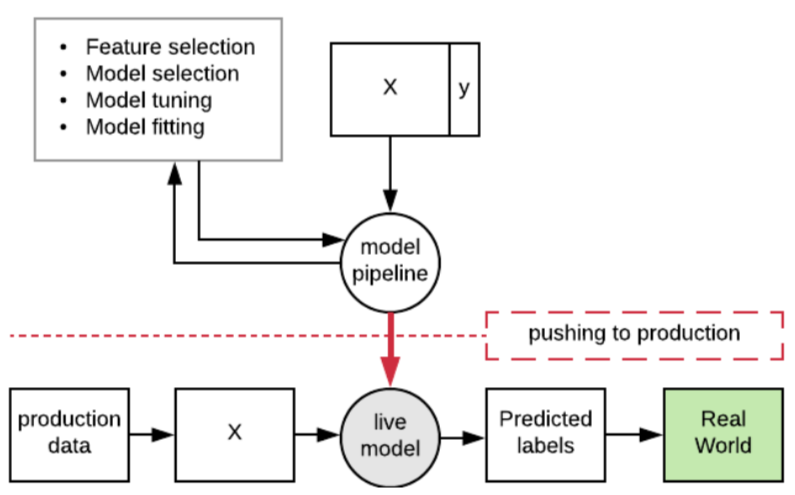 • Feature selection
• Model selection
• Model tuning
• Model fitting
X
y
model
pipeline
pushing to production
production
data
X
live
model
Predicted
labels
Real
World